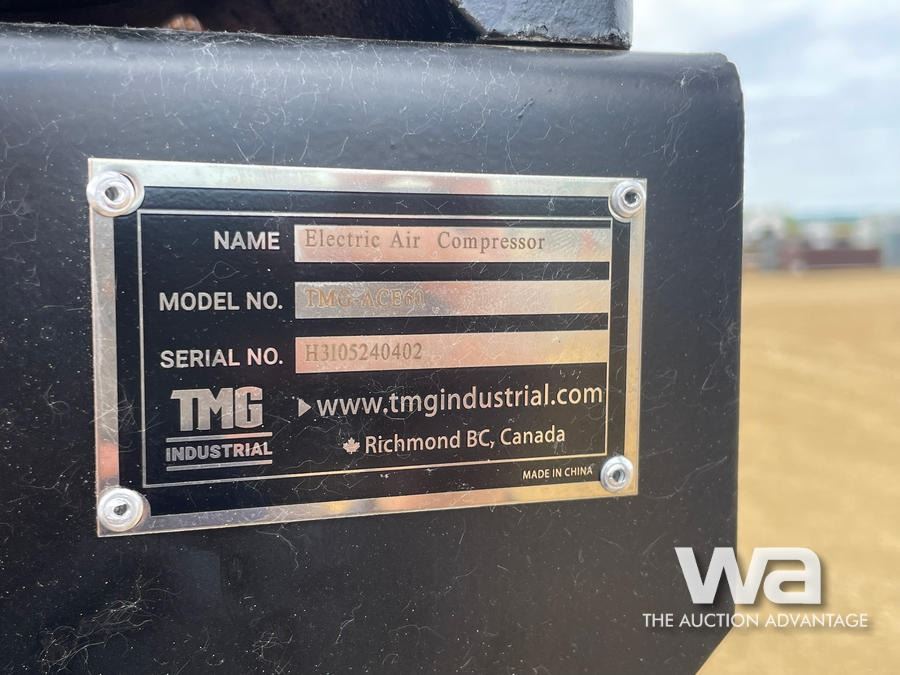 NAME Electric Air Compressor
MODEL NO. TMG-ACE60
SERIAL NO. H3I05240402
TMG
INDUSTRIAL
www.tmgindustrial.com
Richmond BC, Canada
MADE IN CHINA
wa
THE AUCTION ADVANTAGE